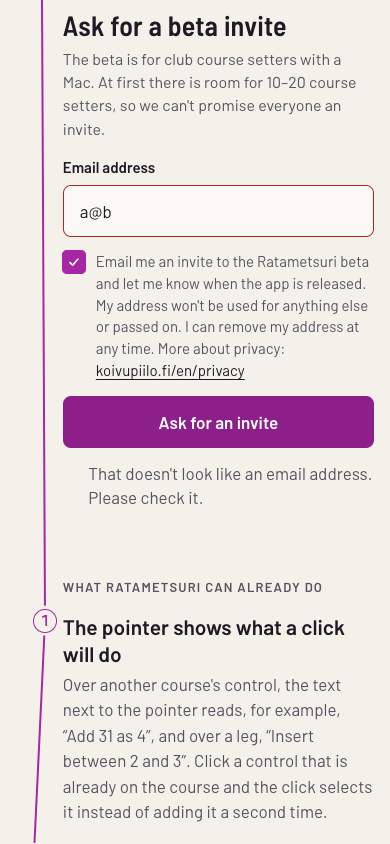 Ask for a beta invite
The beta is for club course setters with a
Mac. At first there is room for 10–20 course
setters, so we can't promise everyone an
invite.
Email address
a@b
Email me an invite to the Ratametsuri beta
and let me know when the app is released.
My address won't be used for anything else
or passed on. I can remove my address at
any time. More about privacy:
koivupiilo.fi/en/privacy
Ask for an invite
That doesn't look like an email address.
Please check it.
WHAT RATAMETSURI CAN ALREADY DO
1
The pointer shows what a click
will do
Over another course's control, the text
next to the pointer reads, for example,
“Add 31 as 4”, and over a leg, “Insert
between 2 and 3”. Click a control that is
already on the course and the click selects
it instead of adding it a second time.